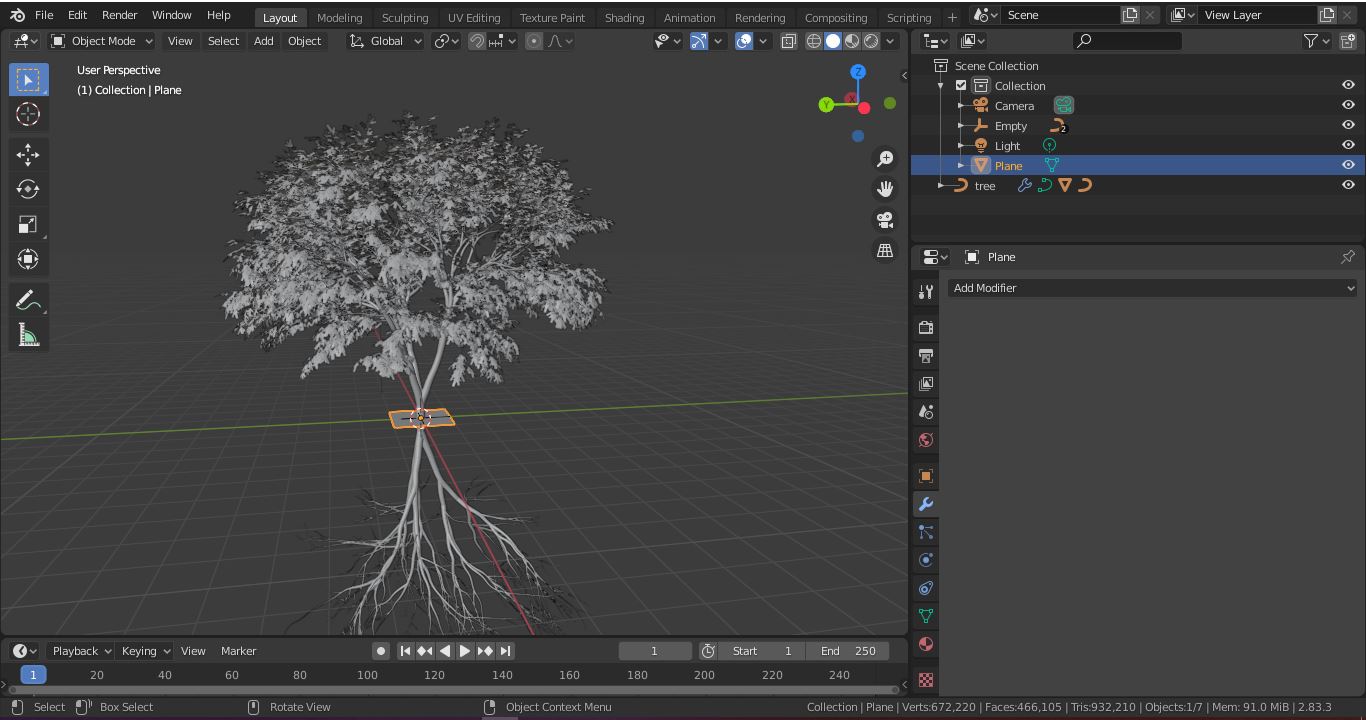 File Edit Render Window Help Layout Modeling Sculpting UV Editing Texture Paint Shading Animation Rendering Compositing Scripting + Scene View Layer
Object Mode View Select Add Object Global
User Perspective
(1) Collection | Plane
Z
Y
X
Scene Collection
Collection
Camera
Empty 2
Light
Plane
tree
Plane
Add Modifier
Playback Keying View Marker 1 Start 1 End 250
1 20 40 60 80 100 120 140 160 180 200 220 240
Select Box Select Rotate View Object Context Menu Collection | Plane | Verts:672,220 | Faces:466,105 | Tris:932,210 | Objects:1/7 | Mem: 91.0 MiB | 2.83.3